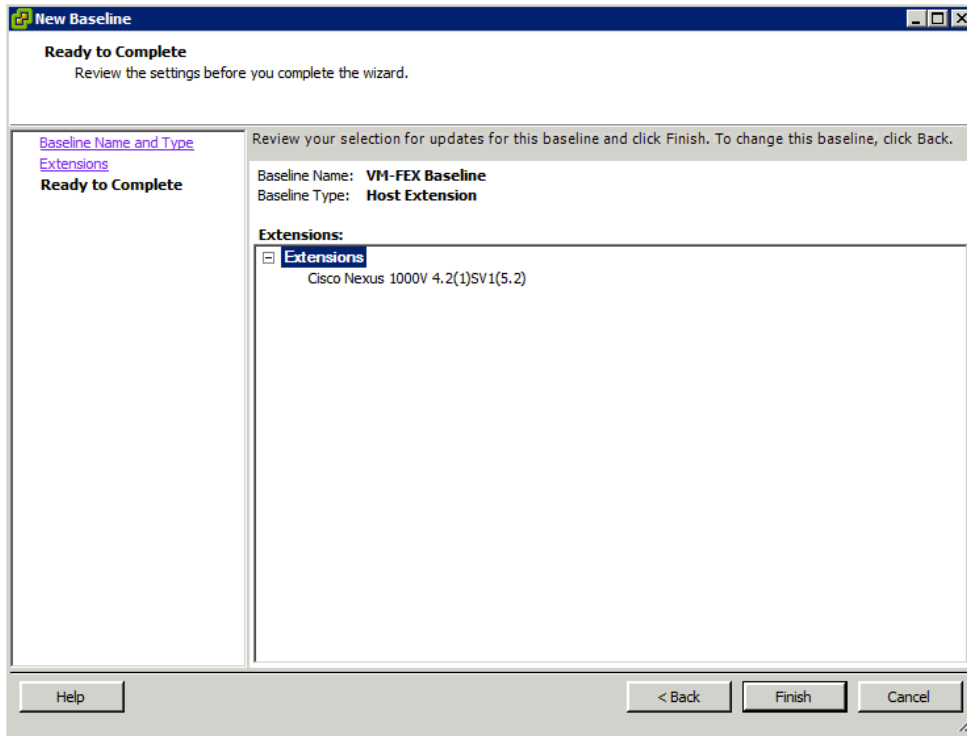 New Baseline
Ready to Complete
Review the settings before you complete the wizard.
Baseline Name and Type
Extensions
Ready to Complete
Review your selection for updates for this baseline and click Finish. To change this baseline, click Back.
Baseline Name: VM-FEX Baseline
Baseline Type: Host Extension
Extensions:
Extensions
Cisco Nexus 1000V 4.2(1)SV1(5.2)
Help
< Back
Finish
Cancel